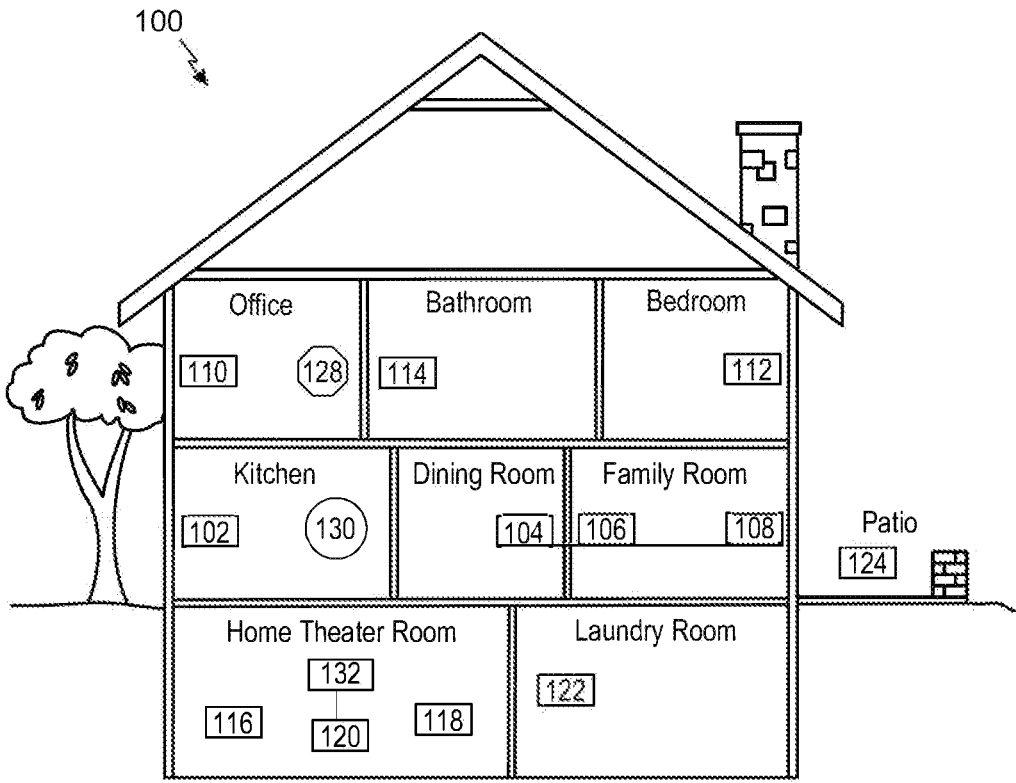 100
Office Bathroom Bedroom
110 128 114 112
Kitchen Dining Room Family Room
102 130 104 106 108
Patio
124
Home Theater Room Laundry Room
132
122
116 120 118